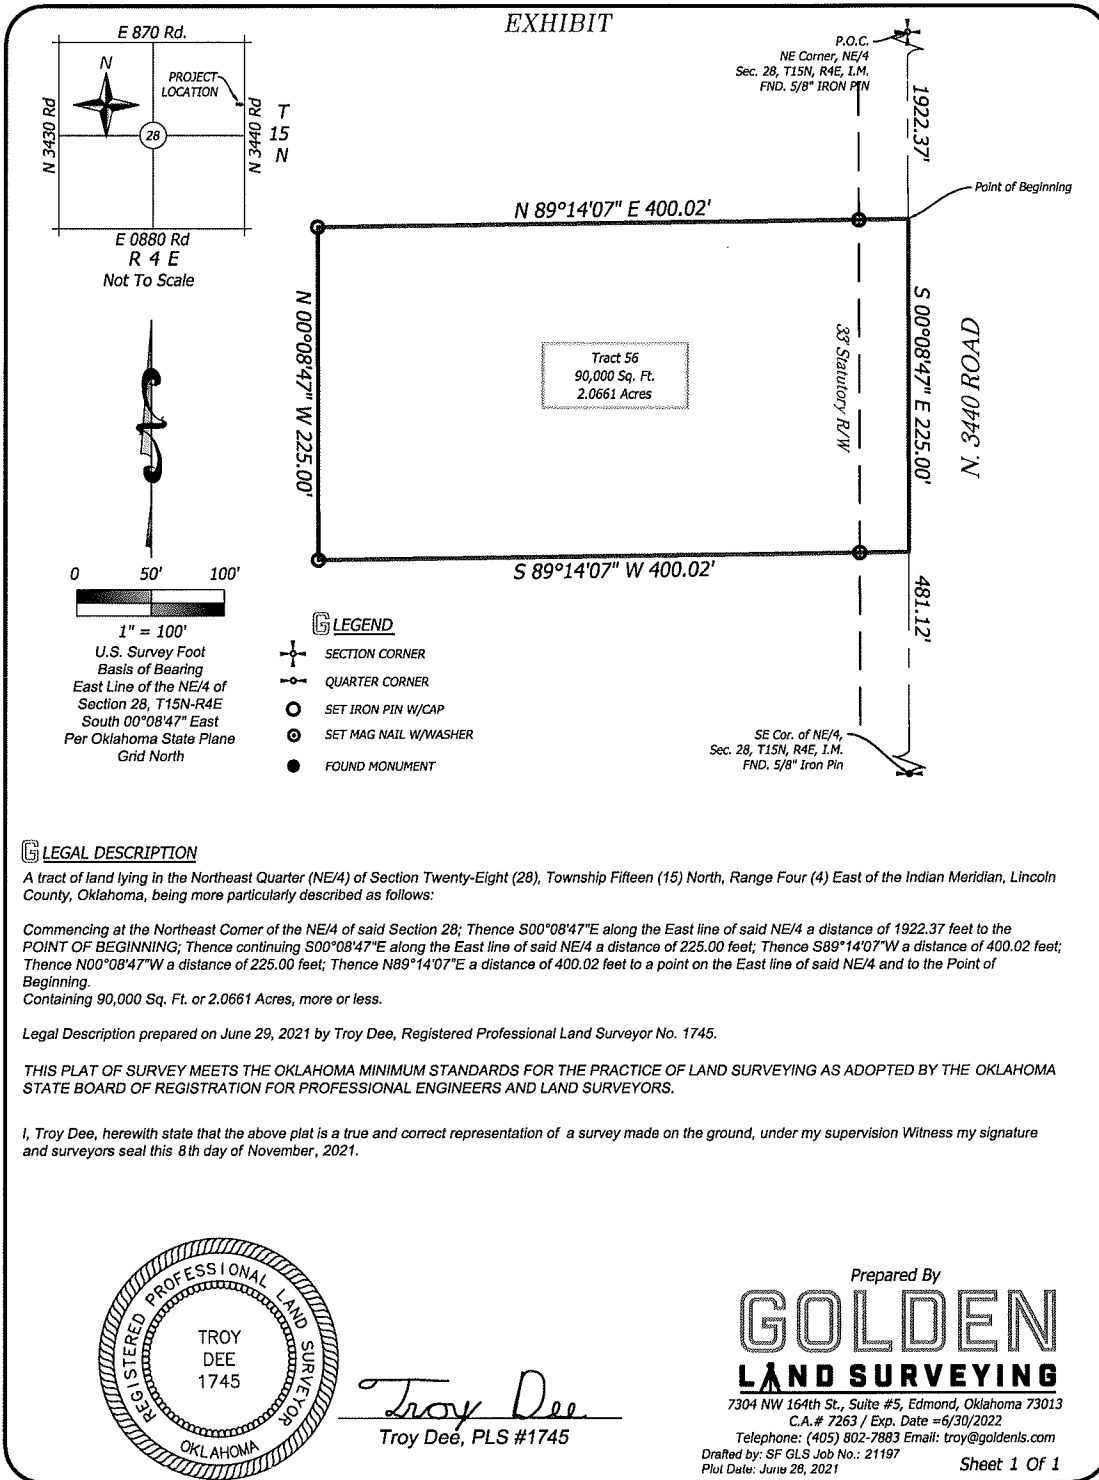 EXHIBIT
E 870 Rd.
N
PROJECT
LOCATION
N 3430 Rd
28
N 3440 Rd
T
15
N
E 0880 Rd
R 4 E
Not To Scale
P.O.C.
NE Corner, NE/4
Sec. 28, T15N, R4E, I.M.
FND. 5/8" IRON PIN
1922.37'
Point of Beginning
N 89°14'07" E 400.02'
N 00°08'47" W 225.00'
Tract 56
90,000 Sq. Ft.
2.0661 Acres
33' Statutory R/W
S 00°08'47" E 225.00'
N. 3440 ROAD
S 89°14'07" W 400.02'
481.12'
0 50' 100'
1" = 100'
U.S. Survey Foot
Basis of Bearing
East Line of the NE/4 of
Section 28, T15N-R4E
South 00°08'47" East
Per Oklahoma State Plane
Grid North
G LEGEND
SECTION CORNER
QUARTER CORNER
SET IRON PIN W/CAP
SET MAG NAIL W/WASHER
FOUND MONUMENT
SE Cor. of NE/4,
Sec. 28, T15N, R4E, I.M.
FND. 5/8" Iron Pin
G LEGAL DESCRIPTION
A tract of land lying in the Northeast Quarter (NE/4) of Section Twenty-Eight (28), Township Fifteen (15) North, Range Four (4) East of the Indian Meridian, Lincoln
County, Oklahoma, being more particularly described as follows:
Commencing at the Northeast Corner of the NE/4 of said Section 28; Thence S00°08'47"E along the East line of said NE/4 a distance of 1922.37 feet to the
POINT OF BEGINNING; Thence continuing S00°08'47"E along the East line of said NE/4 a distance of 225.00 feet; Thence S89°14'07"W a distance of 400.02 feet;
Thence N00°08'47"W a distance of 225.00 feet; Thence N89°14'07"E a distance of 400.02 feet to a point on the East line of said NE/4 and to the Point of
Beginning.
Containing 90,000 Sq. Ft. or 2.0661 Acres, more or less.
Legal Description prepared on June 29, 2021 by Troy Dee, Registered Professional Land Surveyor No. 1745.
THIS PLAT OF SURVEY MEETS THE OKLAHOMA MINIMUM STANDARDS FOR THE PRACTICE OF LAND SURVEYING AS ADOPTED BY THE OKLAHOMA
STATE BOARD OF REGISTRATION FOR PROFESSIONAL ENGINEERS AND LAND SURVEYORS.
I, Troy Dee, herewith state that the above plat is a true and correct representation of a survey made on the ground, under my supervision Witness my signature
and surveyors seal this 8th day of November, 2021.
REGISTERED PROFESSIONAL LAND SURVEYOR
TROY
DEE
1745
OKLAHOMA
Troy Dee
Troy Dee, PLS #1745
Prepared By
GOLDEN
LAND SURVEYING
7304 NW 164th St., Suite #5, Edmond, Oklahoma 73013
C.A.# 7263 / Exp. Date =6/30/2022
Telephone: (405) 802-7883 Email: troy@goldenls.com
Drafted by: SF GLS Job No.: 21197
Plot Date: June 28, 2021
Sheet 1 Of 1